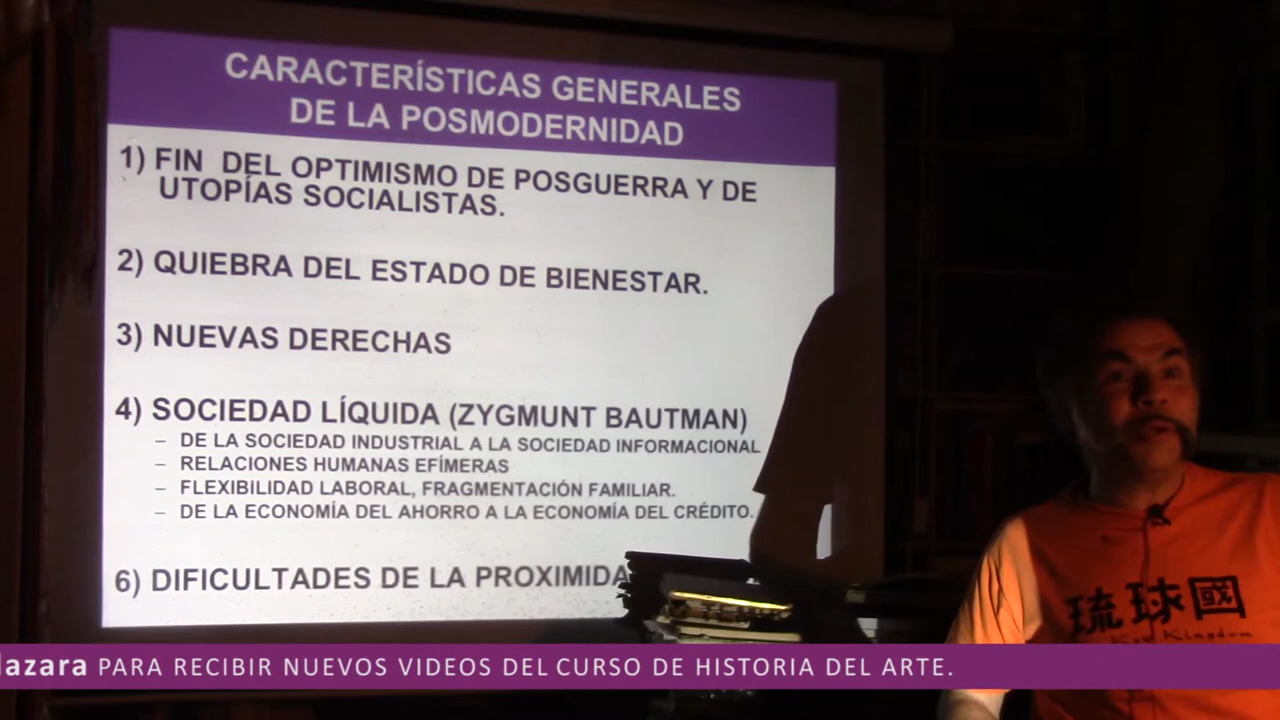 CARACTERÍSTICAS GENERALES
DE LA POSMODERNIDAD
1) FIN DEL OPTIMISMO DE POSGUERRA Y DE
UTOPÍAS SOCIALISTAS.
2) QUIEBRA DEL ESTADO DE BIENESTAR.
3) NUEVAS DERECHAS
4) SOCIEDAD LÍQUIDA (ZYGMUNT BAUTMAN)
– DE LA SOCIEDAD INDUSTRIAL A LA SOCIEDAD INFORMACIONAL
– RELACIONES HUMANAS EFÍMERAS
– FLEXIBILIDAD LABORAL, FRAGMENTACIÓN FAMILIAR.
– DE LA ECONOMÍA DEL AHORRO A LA ECONOMÍA DEL CRÉDITO.
6) DIFICULTADES DE LA PROXIMIDA
琉球國
Kingdom
lazara PARA RECIBIR NUEVOS VIDEOS DEL CURSO DE HISTORIA DEL ARTE.